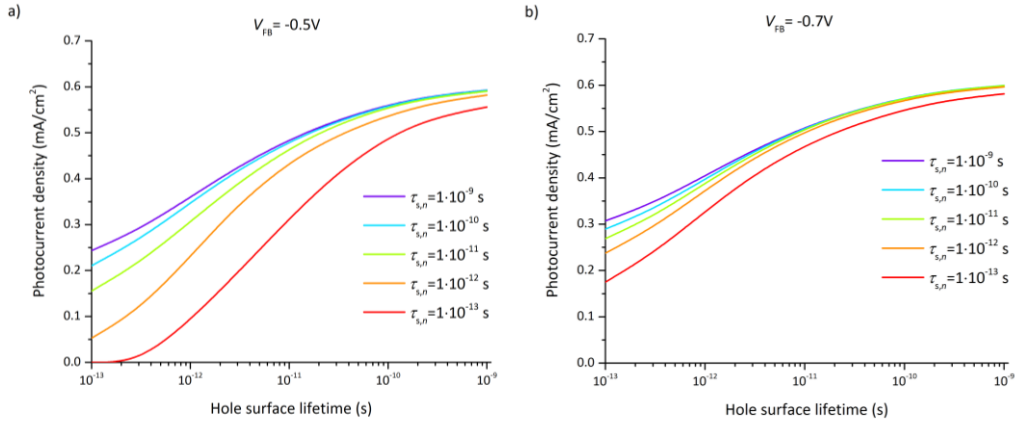 a)
V_FB= -0.5V
Photocurrent density (mA/cm²)
0.7
0.6
0.5
0.4
0.3
0.2
0.1
0.0
τ_s,n=1·10⁻⁹ s
τ_s,n=1·10⁻¹⁰ s
τ_s,n=1·10⁻¹¹ s
τ_s,n=1·10⁻¹² s
τ_s,n=1·10⁻¹³ s
10⁻¹³ 10⁻¹² 10⁻¹¹ 10⁻¹⁰ 10⁻⁹
Hole surface lifetime (s)
b)
V_FB= -0.7V
Photocurrent density (mA/cm²)
0.7
0.6
0.5
0.4
0.3
0.2
0.1
0.0
τ_s,n=1·10⁻⁹ s
τ_s,n=1·10⁻¹⁰ s
τ_s,n=1·10⁻¹¹ s
τ_s,n=1·10⁻¹² s
τ_s,n=1·10⁻¹³ s
10⁻¹³ 10⁻¹² 10⁻¹¹ 10⁻¹⁰ 10⁻⁹
Hole surface lifetime (s)